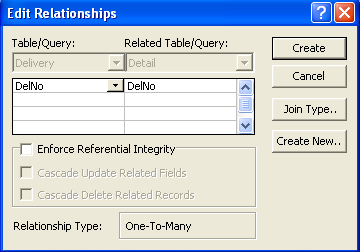 Edit Relationships
Table/Query: Related Table/Query:
Delivery Detail
DelNo DelNo
Create
Cancel
Join Type..
Create New..
Enforce Referential Integrity
Cascade Update Related Fields
Cascade Delete Related Records
Relationship Type: One-To-Many